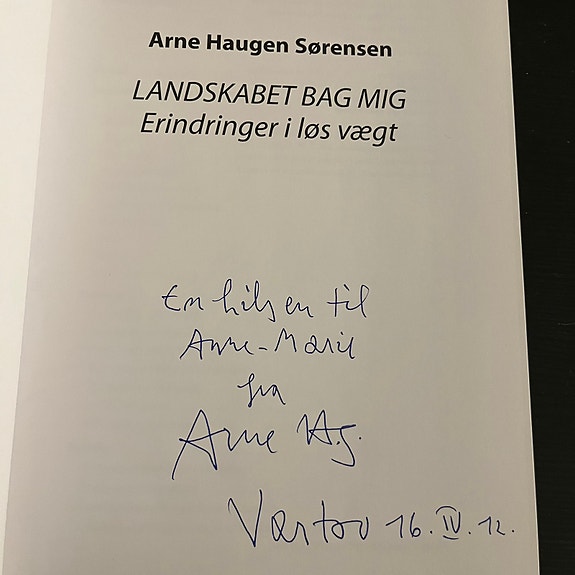 Arne Haugen Sørensen
LANDSKABET BAG MIG
Erindringer i løs vægt
En hilsen til
Anne-Marie
fra
Arne H.S.
Vartov 16. IV. 12.